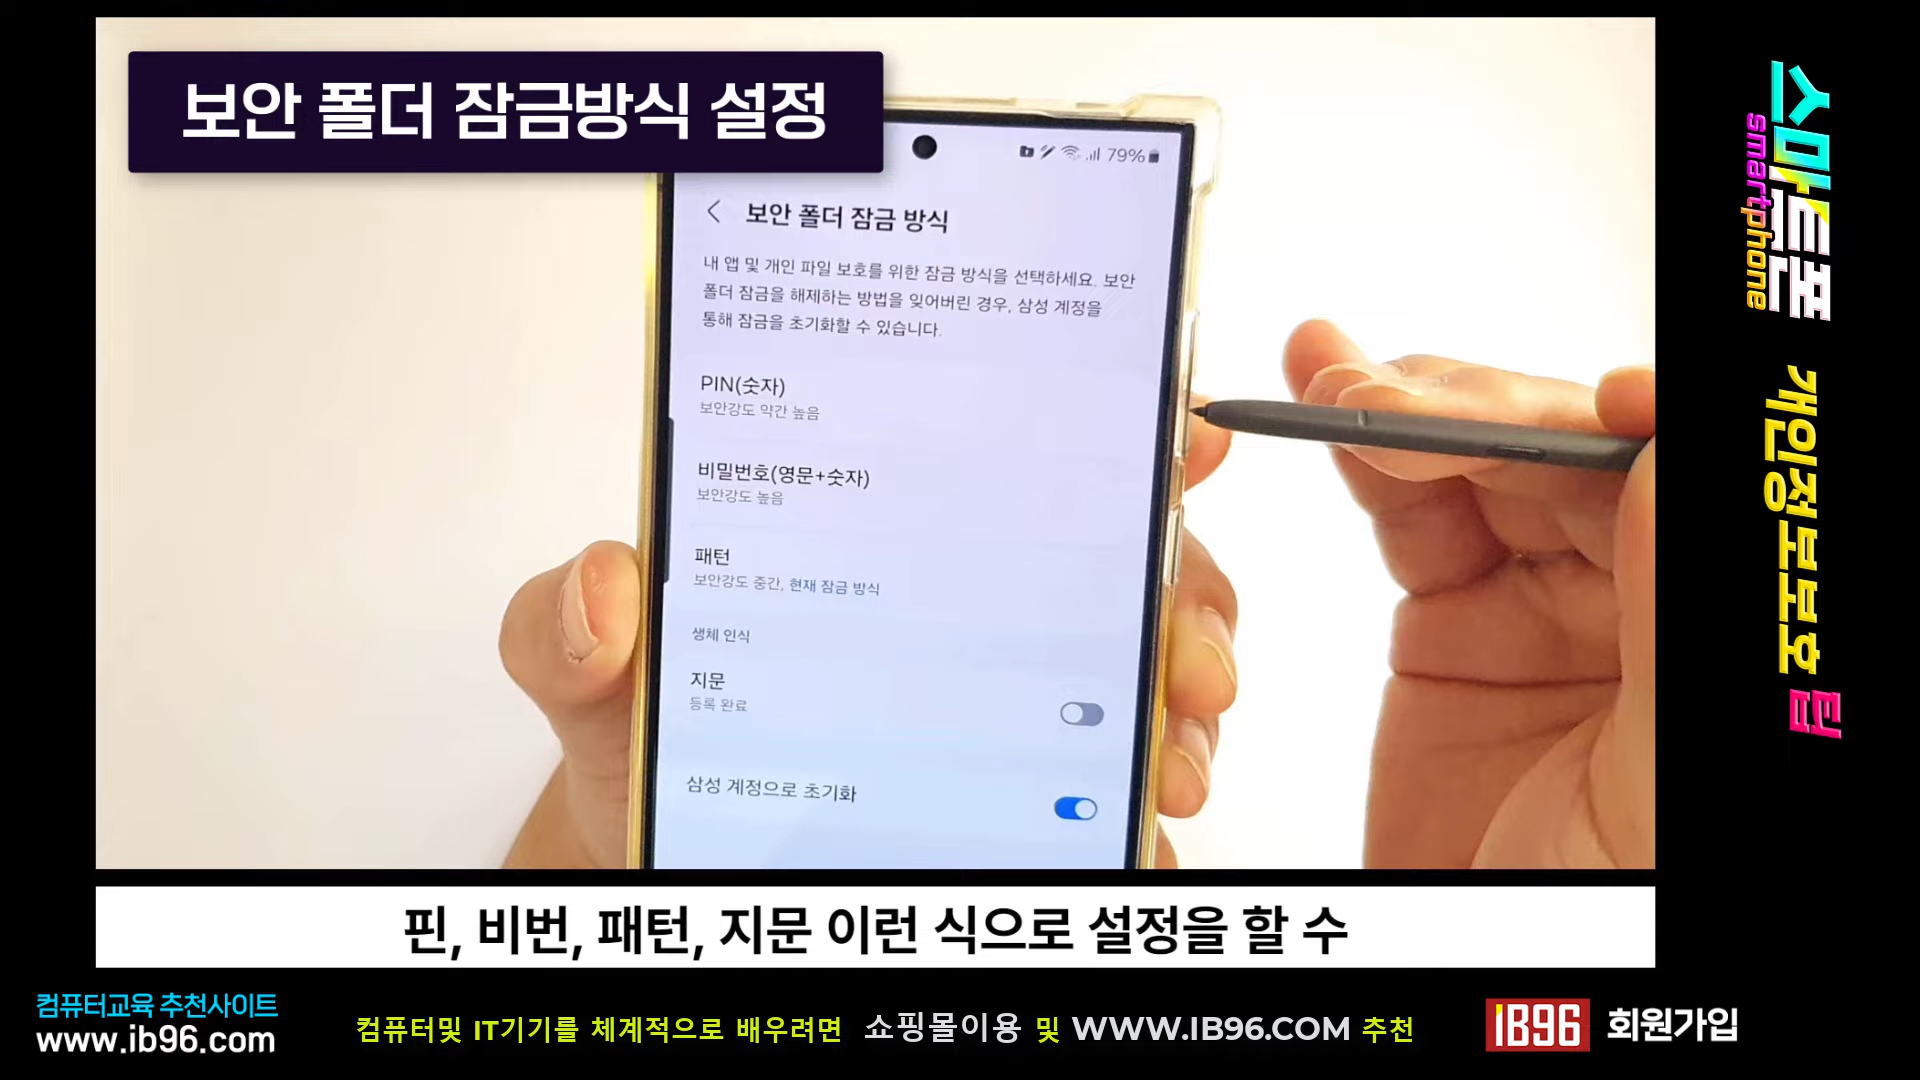 보안 폴더 잠금방식 설정
79%
보안 폴더 잠금 방식
내 앱 및 개인 파일 보호를 위한 잠금 방식을 선택하세요. 보안
폴더 잠금을 해제하는 방법을 잊어버린 경우, 삼성 계정을
통해 잠금을 초기화할 수 있습니다.
PIN(숫자)
보안강도 약간 높음
비밀번호(영문+숫자)
보안강도 높음
패턴
보안강도 중간, 현재 잠금 방식
생체 인식
지문
등록 완료
삼성 계정으로 초기화
스마트폰
smartphone
개인정보보호 팁
핀, 비번, 패턴, 지문 이런 식으로 설정을 할 수
컴퓨터교육 추천사이트
www.ib96.com
컴퓨터및 IT기기를 체계적으로 배우려면 쇼핑몰이용 및 WWW.IB96.COM 추천
IB96 회원가입